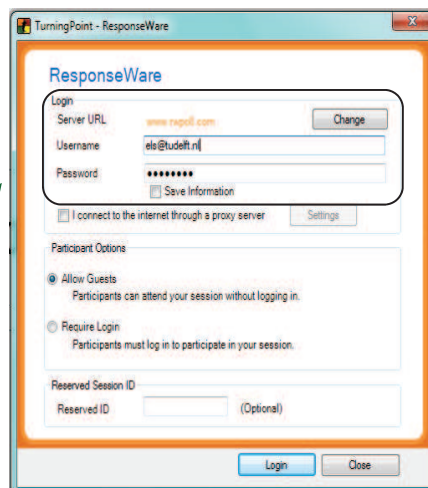 TurningPoint - ResponseWare
x
ResponseWare
Login
Server URL www.rwpoll.com Change
Username els@tudelft.nl
Password ••••••••
Save Information
I connect to the internet through a proxy server Settings
Participant Options
Allow Guests
Participants can attend your session without logging in.
Require Login
Participants must log in to participate in your session.
Reserved Session ID
Reserved ID (Optional)
Login Close